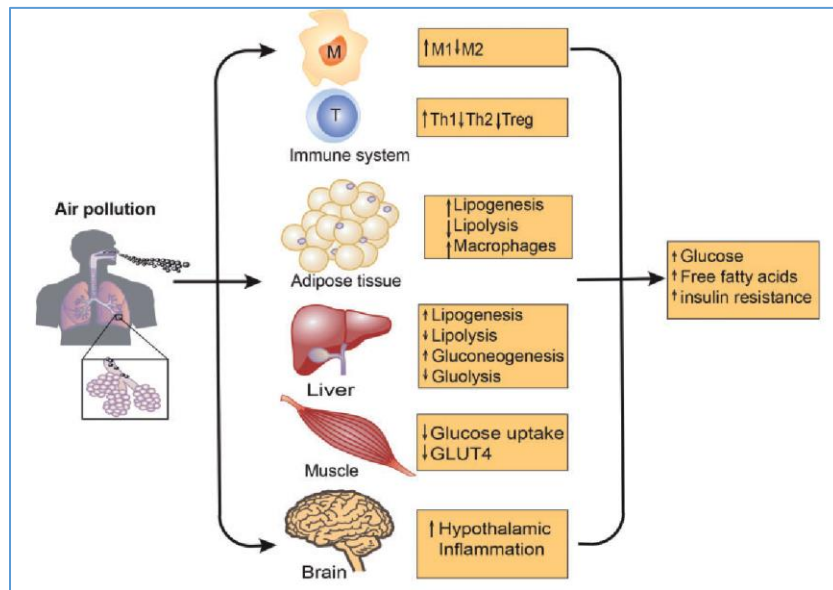 Air pollution
M
↑M1↓M2
T
Immune system
↑Th1↓Th2↓Treg
Adipose tissue
↑Lipogenesis
↓Lipolysis
↑Macrophages
Liver
↑Lipogenesis
↓Lipolysis
↑Gluconeogenesis
↓Gluolysis
Muscle
↓Glucose uptake
↓GLUT4
Brain
↑Hypothalamic
Inflammation
↑Glucose
↑Free fatty acids
↑insulin resistance